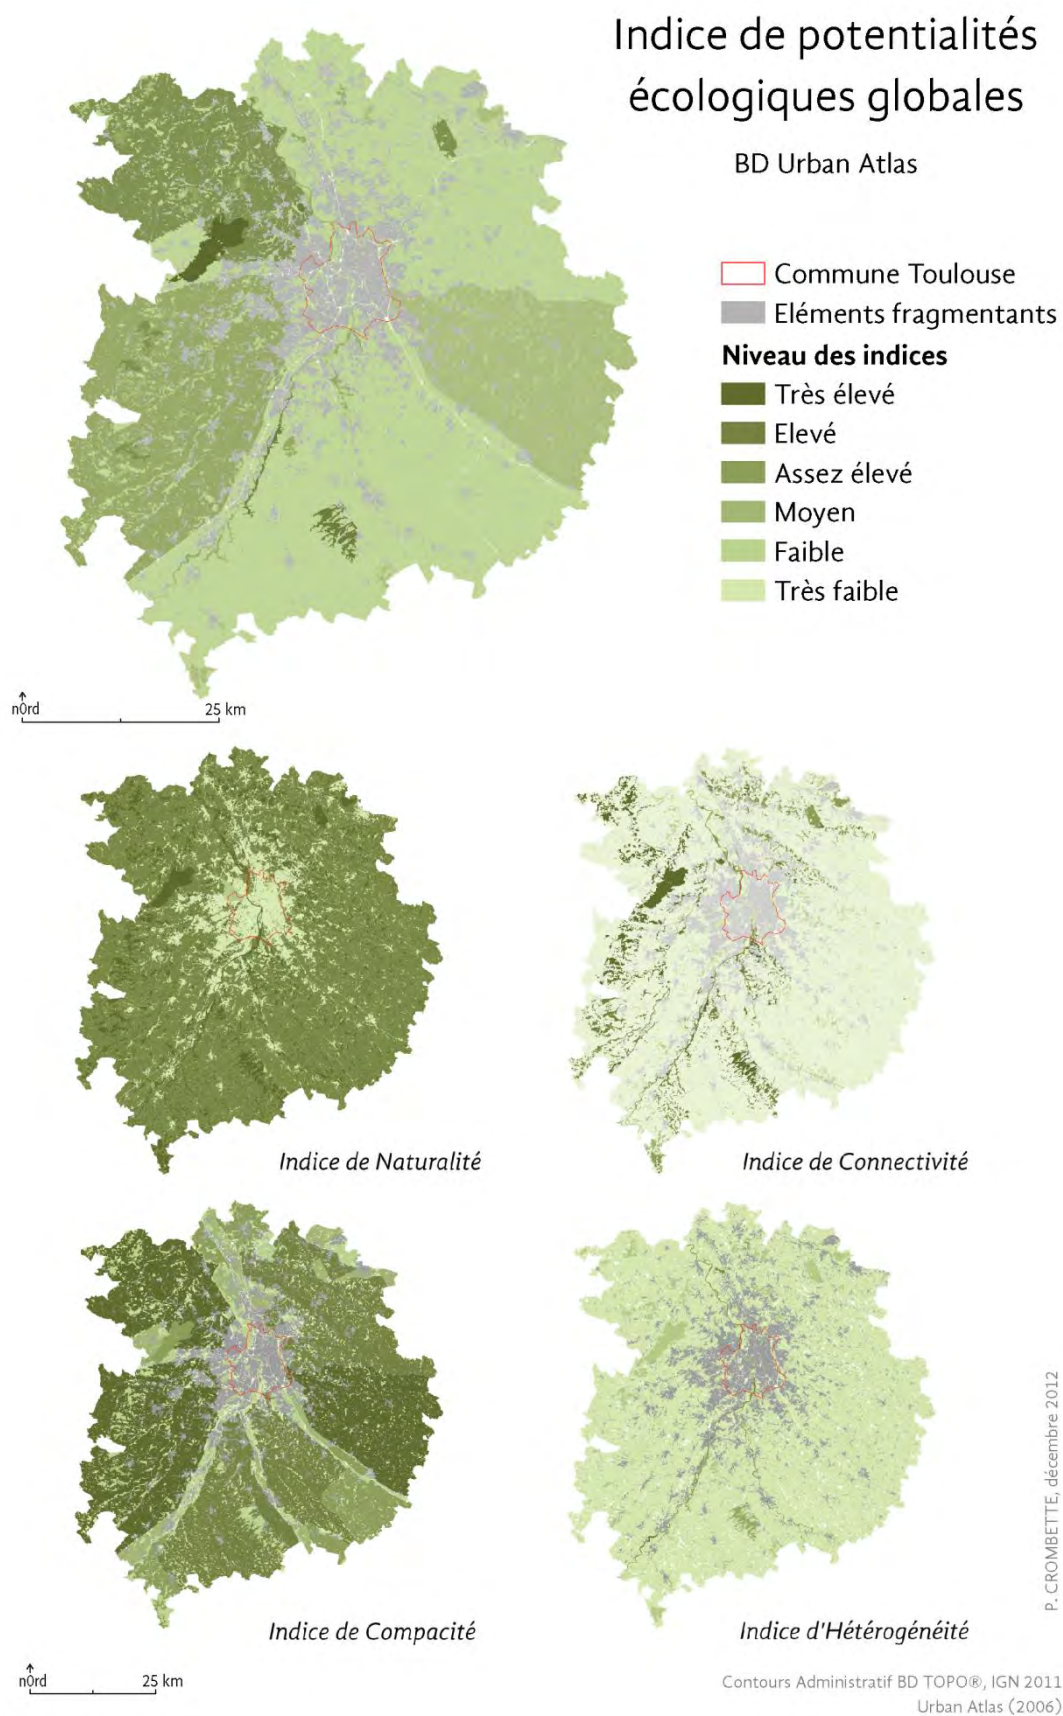 Indice de potentialités
écologiques globales
BD Urban Atlas
Commune Toulouse
Eléments fragmentants
Niveau des indices
Très élevé
Elevé
Assez élevé
Moyen
Faible
Très faible
n0rd
25 km
Indice de Naturalité
Indice de Connectivité
Indice de Compacité
Indice d'Hétérogénéité
n0rd
25 km
P. CROMBETTE, décembre 2012
Contours Administratif BD TOPO®, IGN 2011
Urban Atlas (2006)